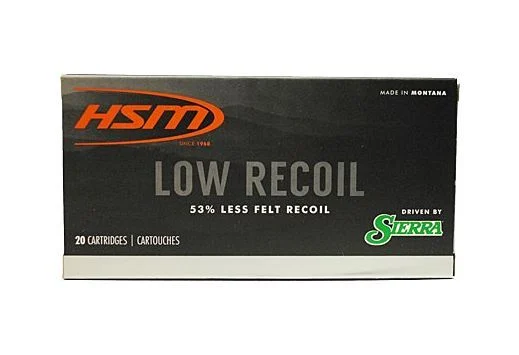 MADE IN MONTANA
HSM
SINCE 1968
LOW RECOIL
53% LESS FELT RECOIL
DRIVEN BY
SIERRA
20 CARTRIDGES | CARTOUCHES